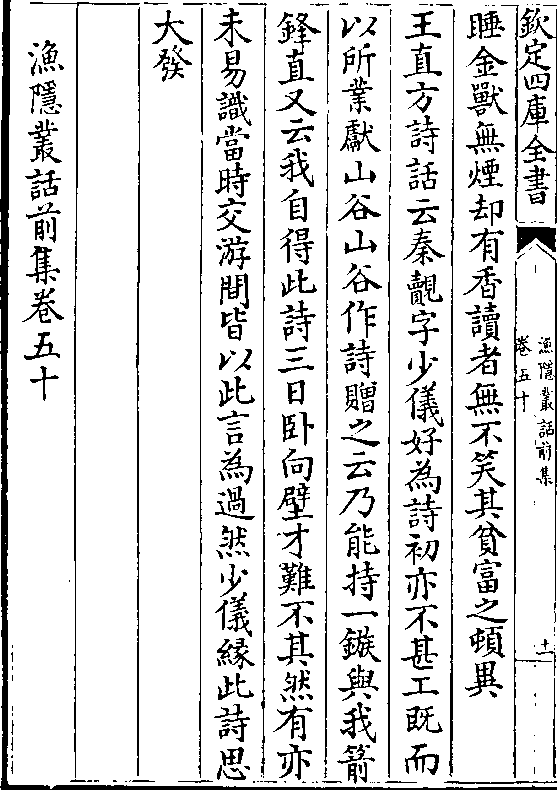 欽定四庫全書
漁隱叢話前集
卷五十
十
睡金獸無煙却有香讀者無不笑其貧富之頓異
王直方詩話云秦覯字少儀好為詩初亦不甚工既而
以所業獻山谷山谷作詩贈之云乃能持一鏃與我箭
鋒直又云我自得此詩三日卧向壁才難不其然有亦
未易識當時交游間皆以此言為過然少儀緣此詩思
大發
漁隱叢話前集卷五十